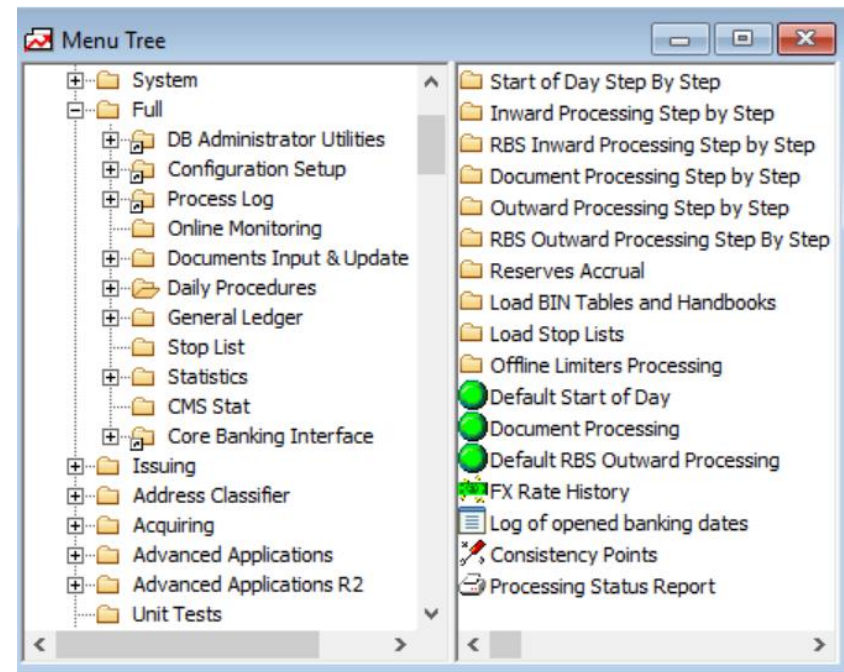 Menu Tree
System
Full
DB Administrator Utilities
Configuration Setup
Process Log
Online Monitoring
Documents Input & Update
Daily Procedures
General Ledger
Stop List
Statistics
CMS Stat
Core Banking Interface
Issuing
Address Classifier
Acquiring
Advanced Applications
Advanced Applications R2
Unit Tests
Start of Day Step By Step
Inward Processing Step by Step
RBS Inward Processing Step by Step
Document Processing Step by Step
Outward Processing Step by Step
RBS Outward Processing Step By Step
Reserves Accrual
Load BIN Tables and Handbooks
Load Stop Lists
Offline Limiters Processing
Default Start of Day
Document Processing
Default RBS Outward Processing
FX Rate History
Log of opened banking dates
Consistency Points
Processing Status Report